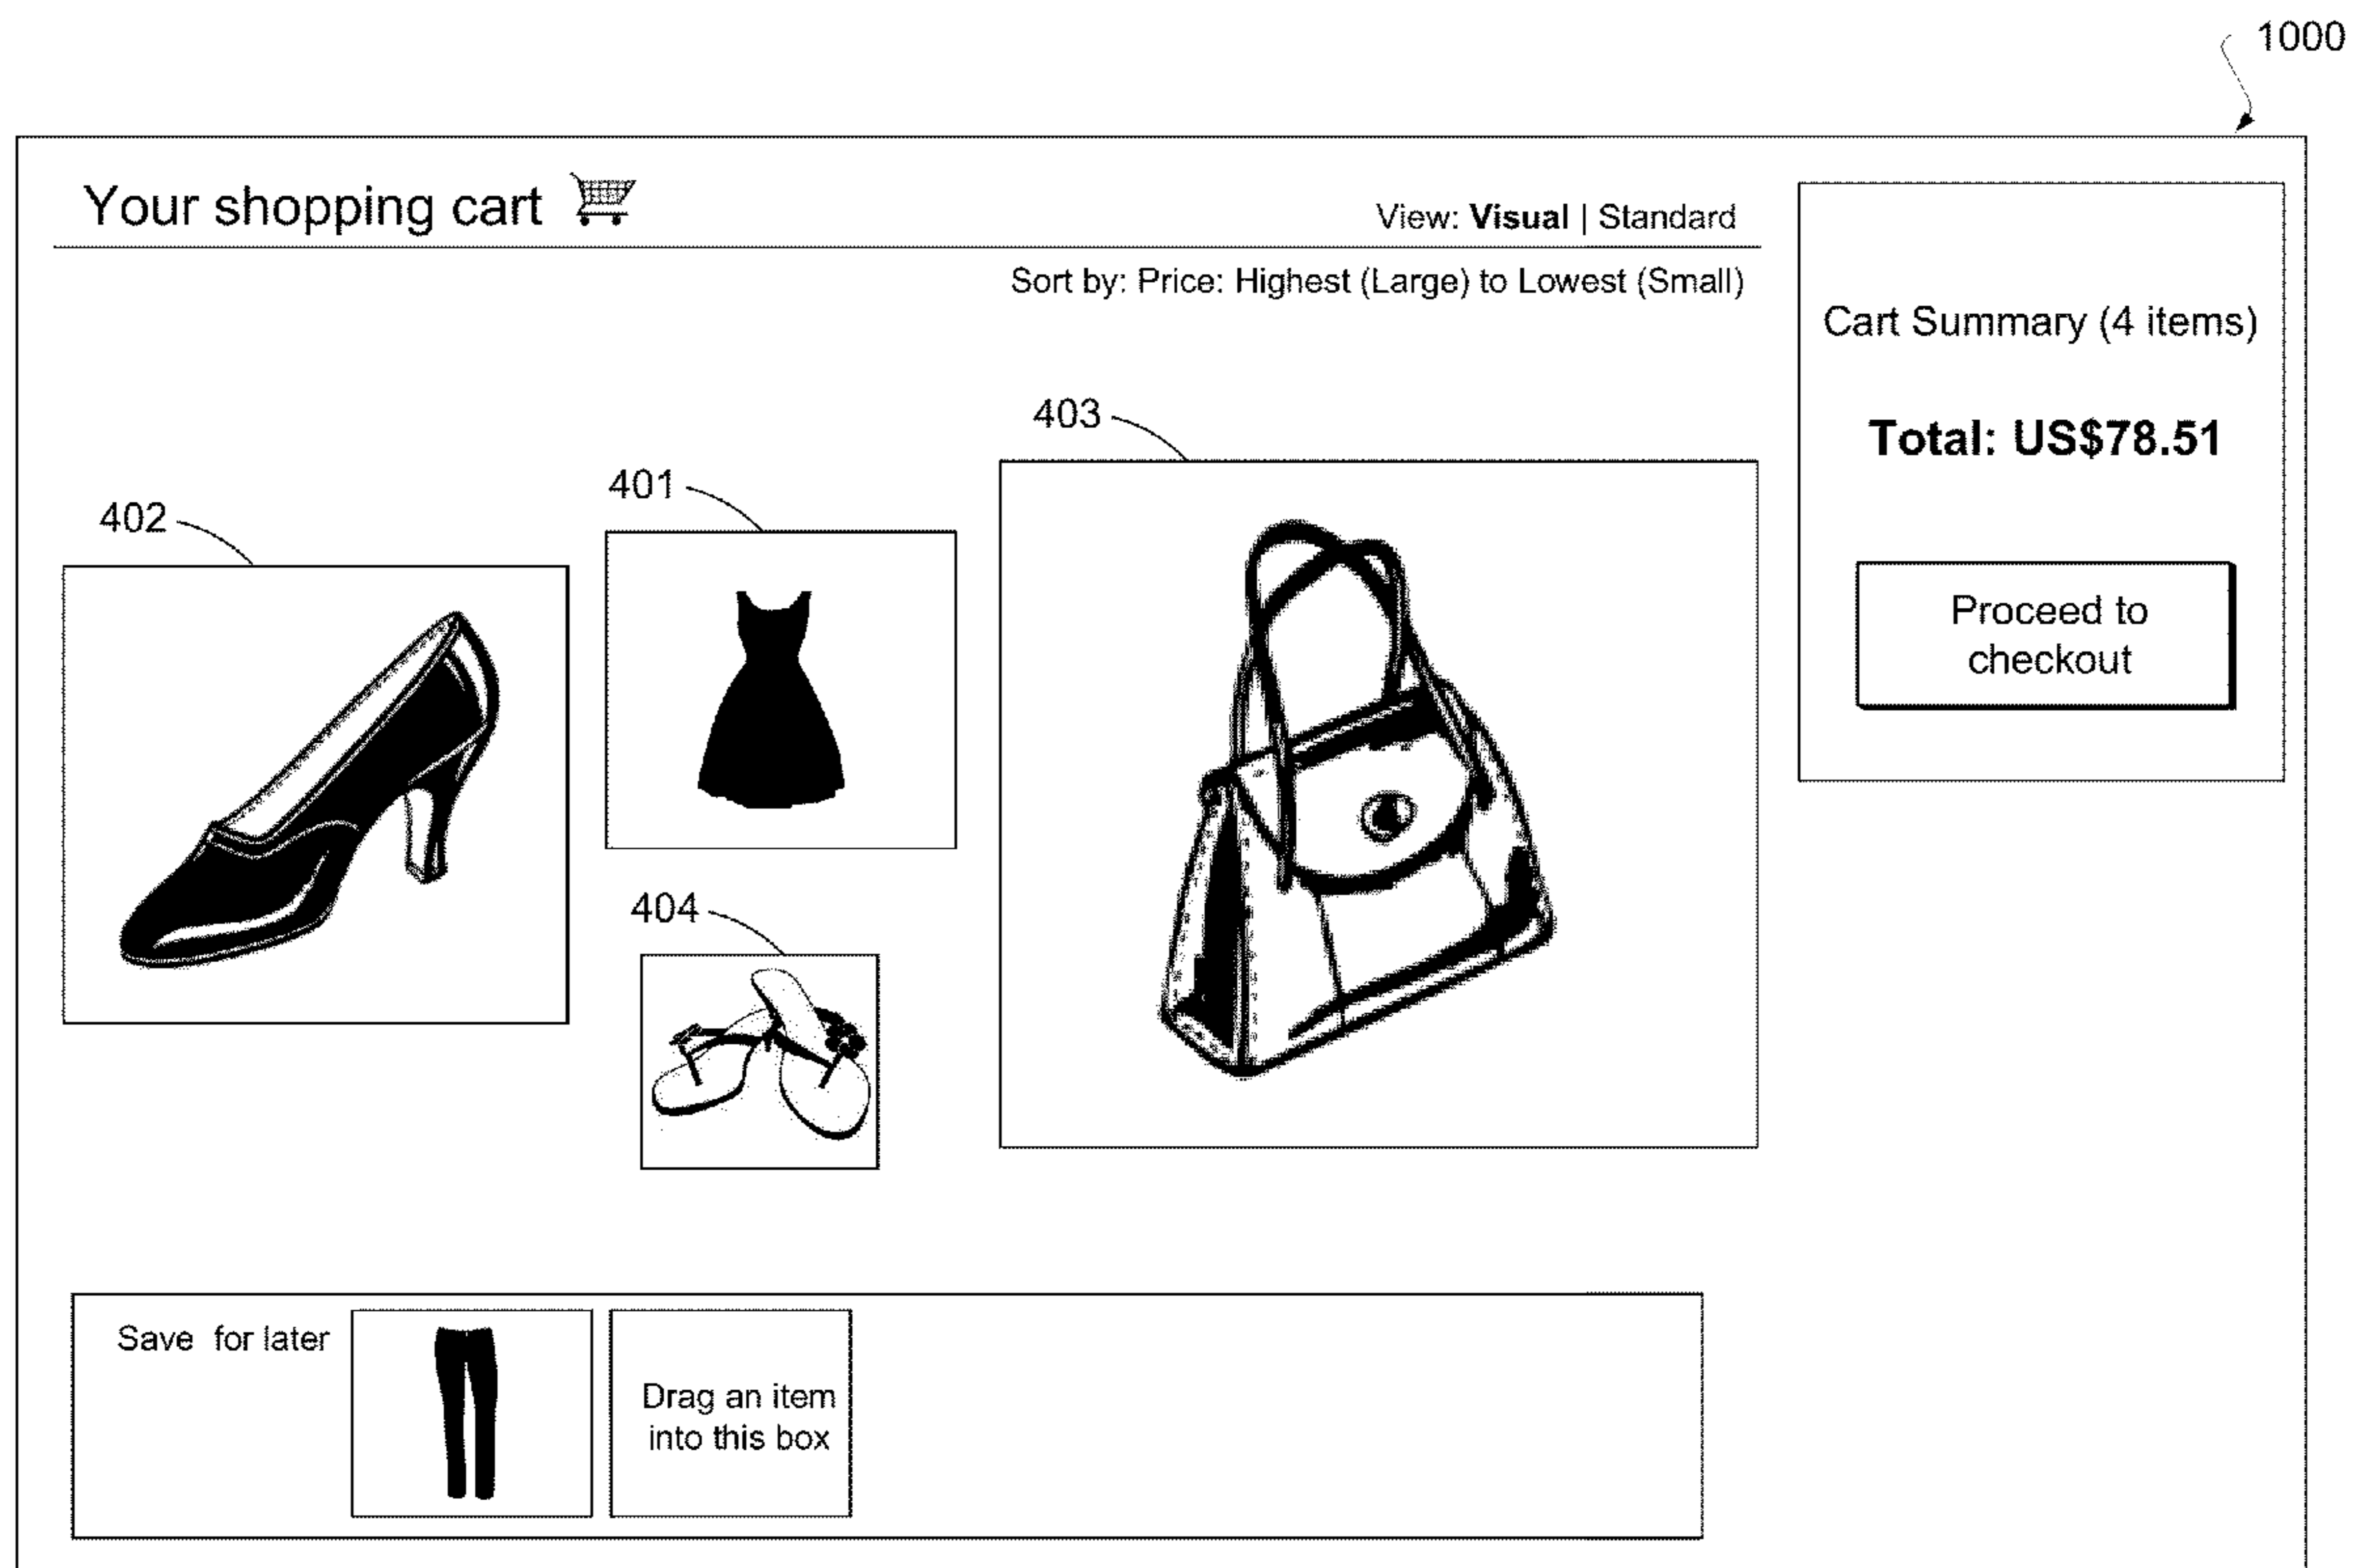 1000
Your shopping cart
View: Visual | Standard
Sort by: Price: Highest (Large) to Lowest (Small)
Cart Summary (4 items)
Total: US$78.51
Proceed to
checkout
403
401
402
404
Save for later
Drag an item
into this box